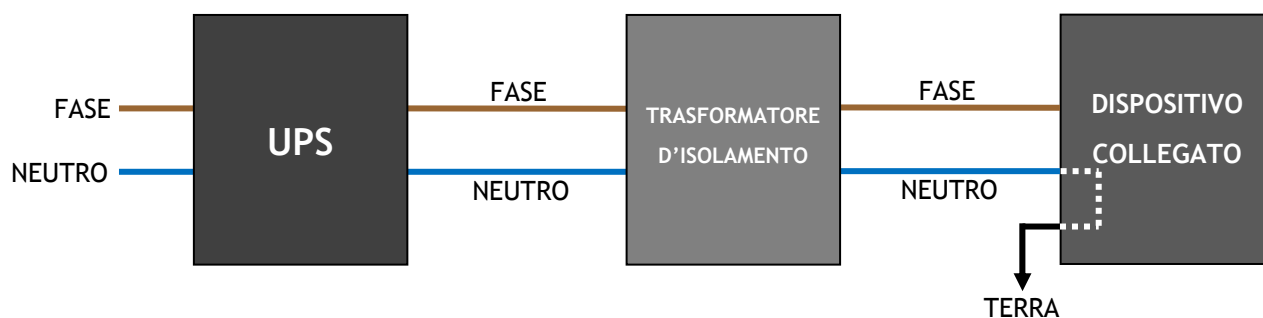 FASE
NEUTRO
UPS
FASE
NEUTRO
TRASFORMATORE
D’ISOLAMENTO
FASE
NEUTRO
DISPOSITIVO
COLLEGATO
TERRA